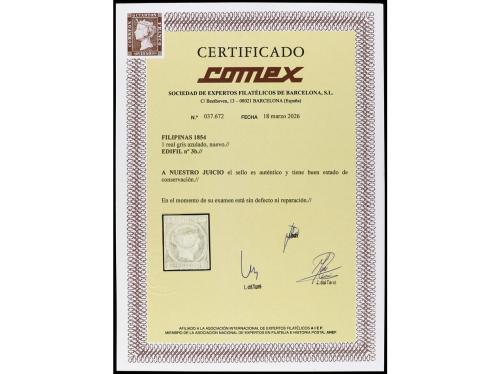 CERTIFICADO
comex
SOCIEDAD DE EXPERTOS FILATÉLICOS DE BARCELONA, S.L.
C/ Beethoven, 13 – 08021 BARCELONA (España)
N.º 037.672 FECHA 18 marzo 2026
FILIPINAS 1854
1 real gris azulado, nuevo.//
EDIFIL nº 3b.//
A NUESTRO JUICIO el sello es auténtico y tiene buen estado de
conservación.//
En el momento de su examen está sin defecto ni reparación.//
AFILIADO A LA ASOCIACIÓN INTERNACIONAL DE EXPERTOS FILATÉLICOS A I E P.
MIEMBRO DE LA ASOCIACIÓN NACIONAL DE EXPERTOS EN FILATELIA E HISTORIA POSTAL ANEF.